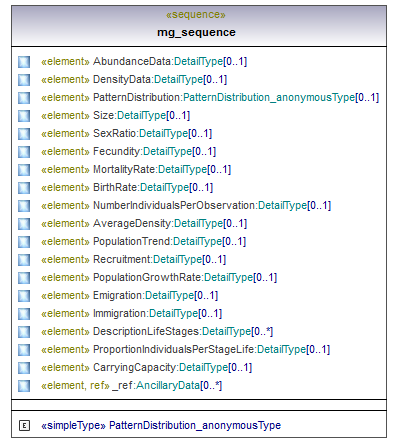 «sequence»
mg_sequence
«element» AbundanceData:DetailType[0..1]
«element» DensityData:DetailType[0..1]
«element» PatternDistribution:PatternDistribution_anonymousType[0..1]
«element» Size:DetailType[0..1]
«element» SexRatio:DetailType[0..1]
«element» Fecundity:DetailType[0..1]
«element» MortalityRate:DetailType[0..1]
«element» BirthRate:DetailType[0..1]
«element» NumberIndividualsPerObservation:DetailType[0..1]
«element» AverageDensity:DetailType[0..1]
«element» PopulationTrend:DetailType[0..1]
«element» Recruitment:DetailType[0..1]
«element» PopulationGrowthRate:DetailType[0..1]
«element» Emigration:DetailType[0..1]
«element» Immigration:DetailType[0..1]
«element» DescriptionLifeStages:DetailType[0..*]
«element» ProportionIndividualsPerStageLife:DetailType[0..1]
«element» CarryingCapacity:DetailType[0..1]
«element, ref» _ref:AncillaryData[0..*]
E «simpleType» PatternDistribution_anonymousType